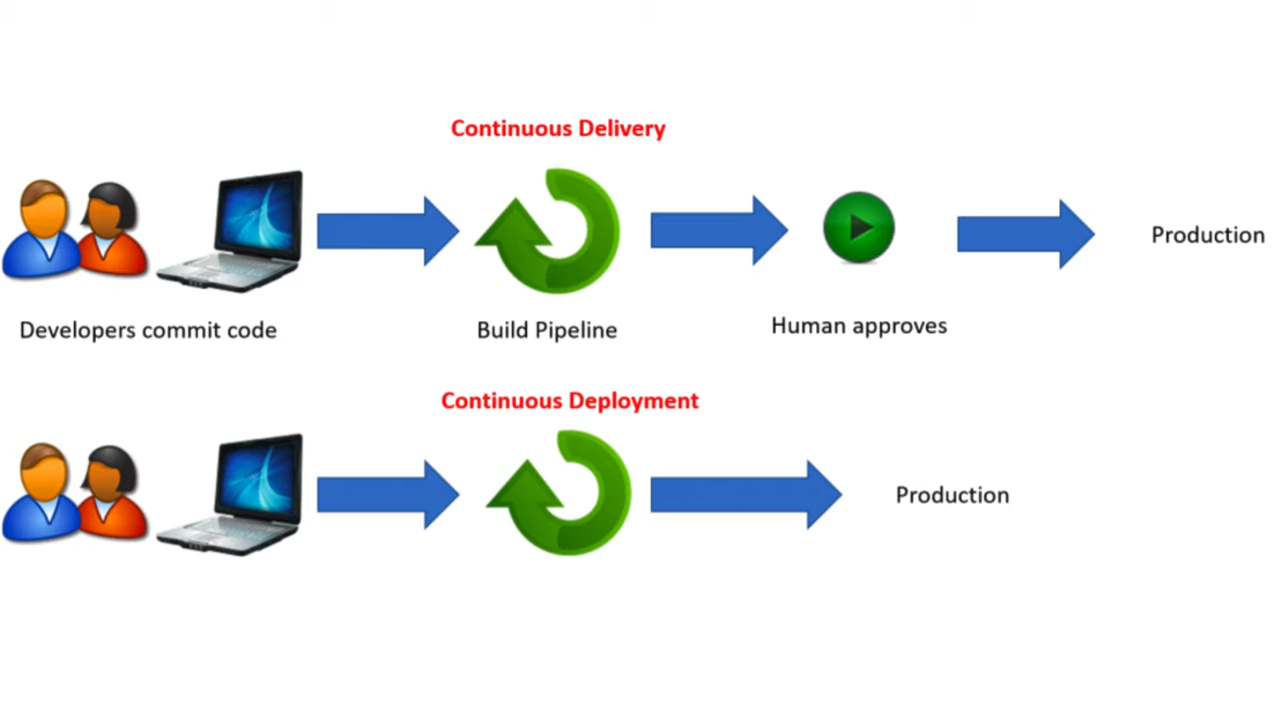 Continuous Delivery
Production
Developers commit code
Build Pipeline
Human approves
Continuous Deployment
Production